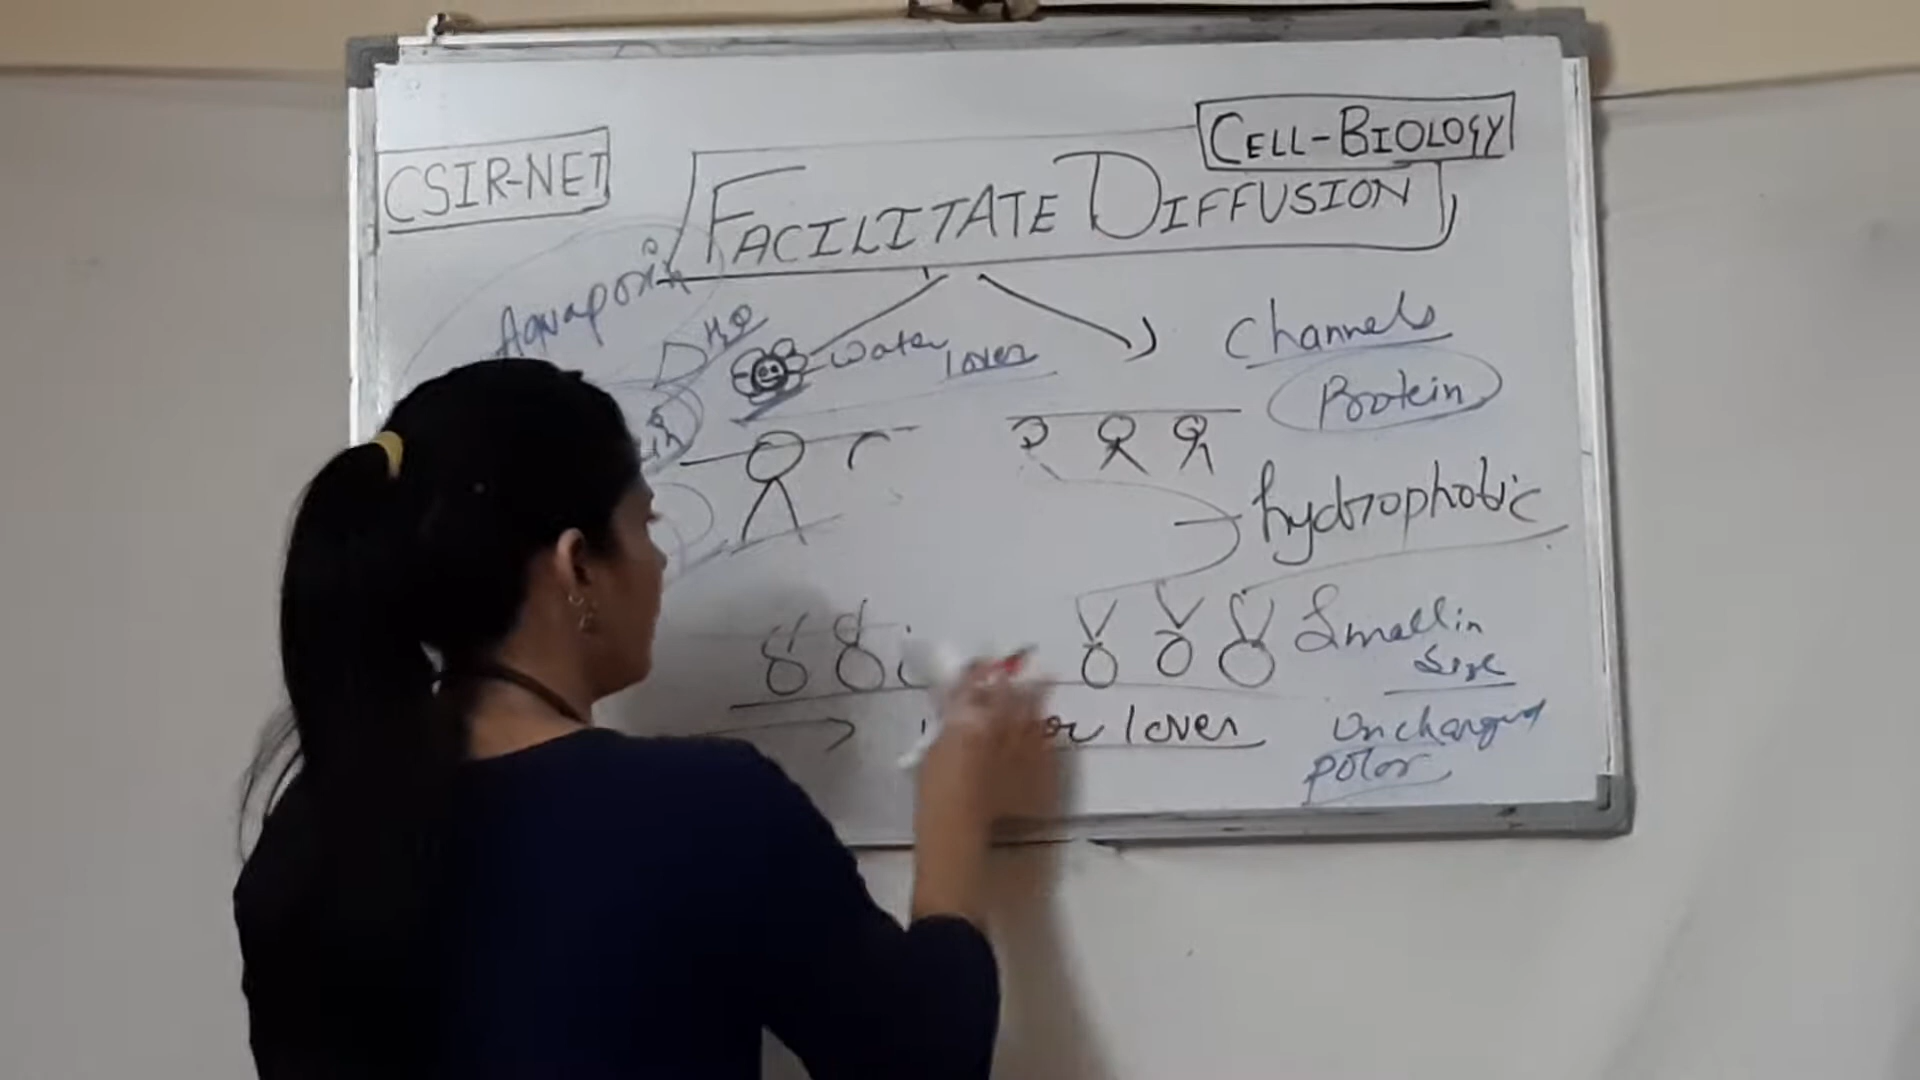 CELL-BIOLOGY
CSIR-NET
FACILITATE DIFFUSION
Aquaporin
H2O
Water lover
Channels
Protein
hydrophobic
Small in
Size
lover
Uncharged
polar